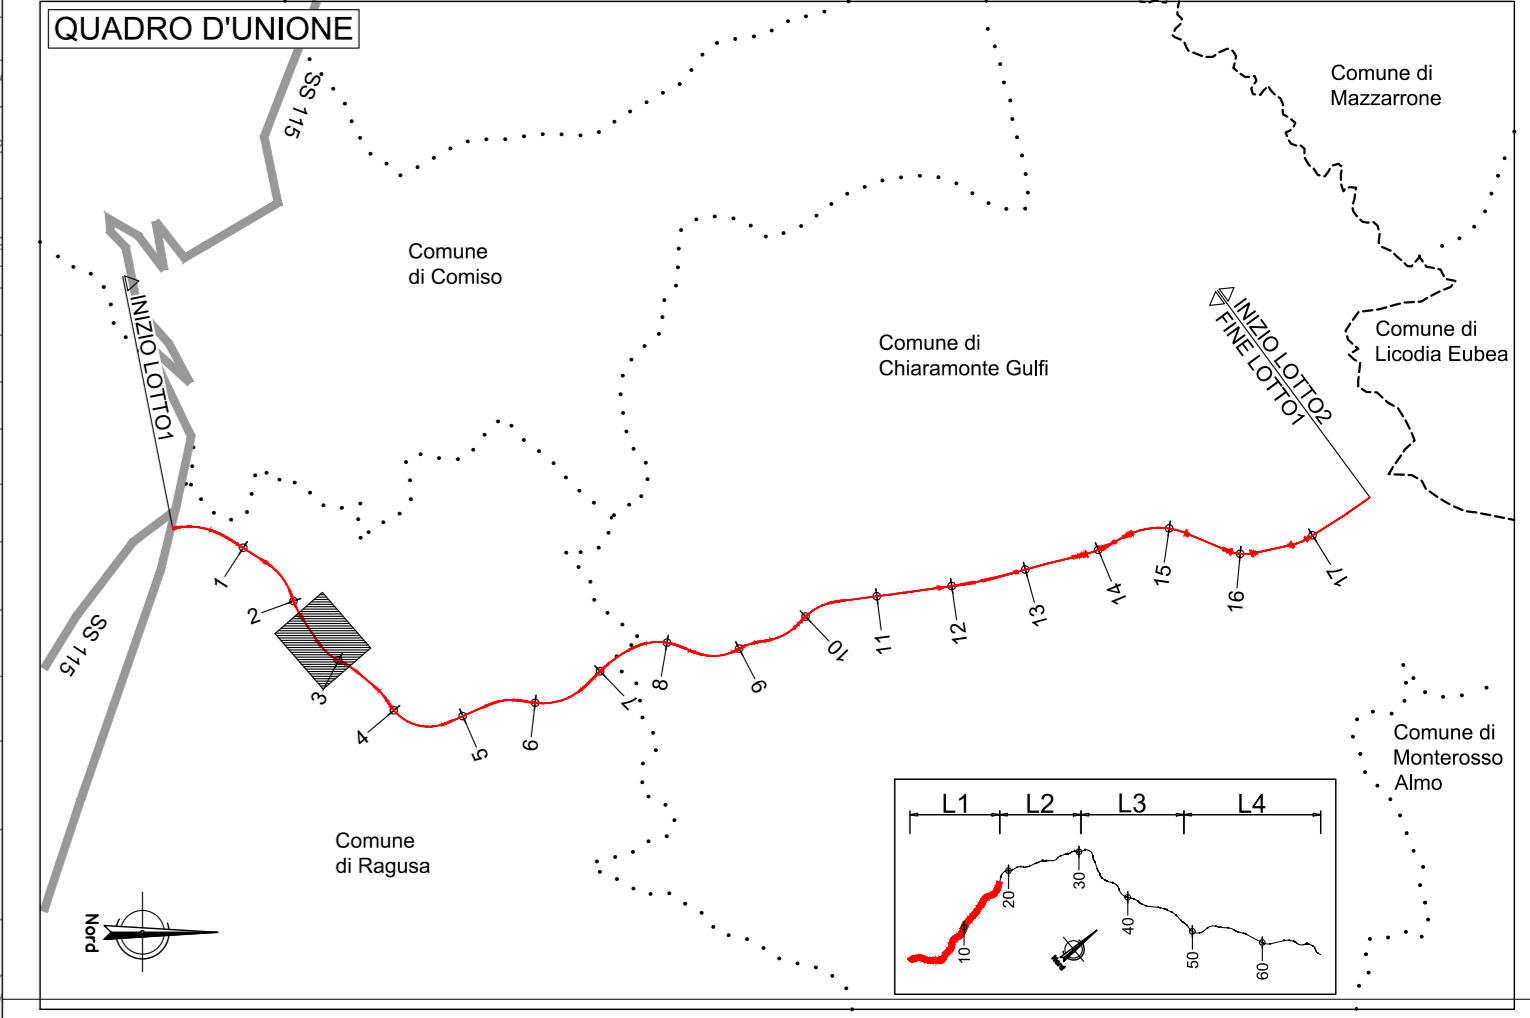 QUADRO D'UNIONE
SS 115
Comune di
Mazzarrone
Comune
di Comiso
INIZIO LOTTO1
Comune di
Chiaramonte Gulfi
INIZIO LOTTO2
FINE LOTTO1
Comune di
Licodia Eubea
1
2
3
4
5
6
7
8
9
10
11
12
13
14
15
16
17
SS 115
Comune di
Monterosso
Almo
Comune
di Ragusa
Nord
L1 L2 L3 L4
10
20
30
40
50
60
Nord